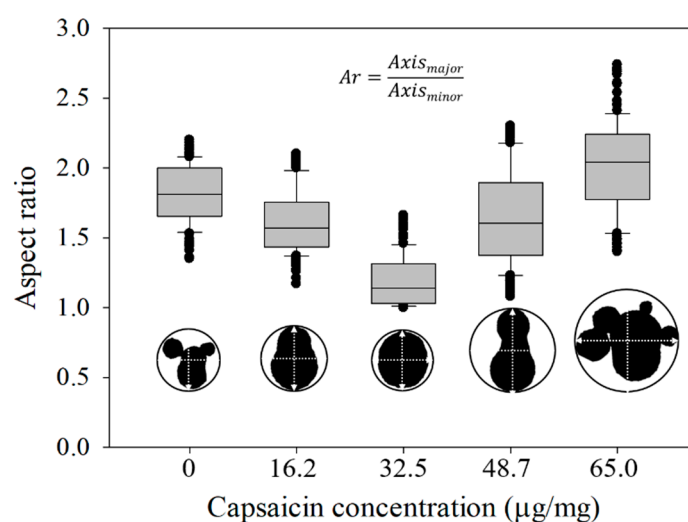 3.0
2.5
2.0
1.5
1.0
0.5
0.0
Aspect ratio
Ar = Axis_major / Axis_minor
0 16.2 32.5 48.7 65.0
Capsaicin concentration (µg/mg)